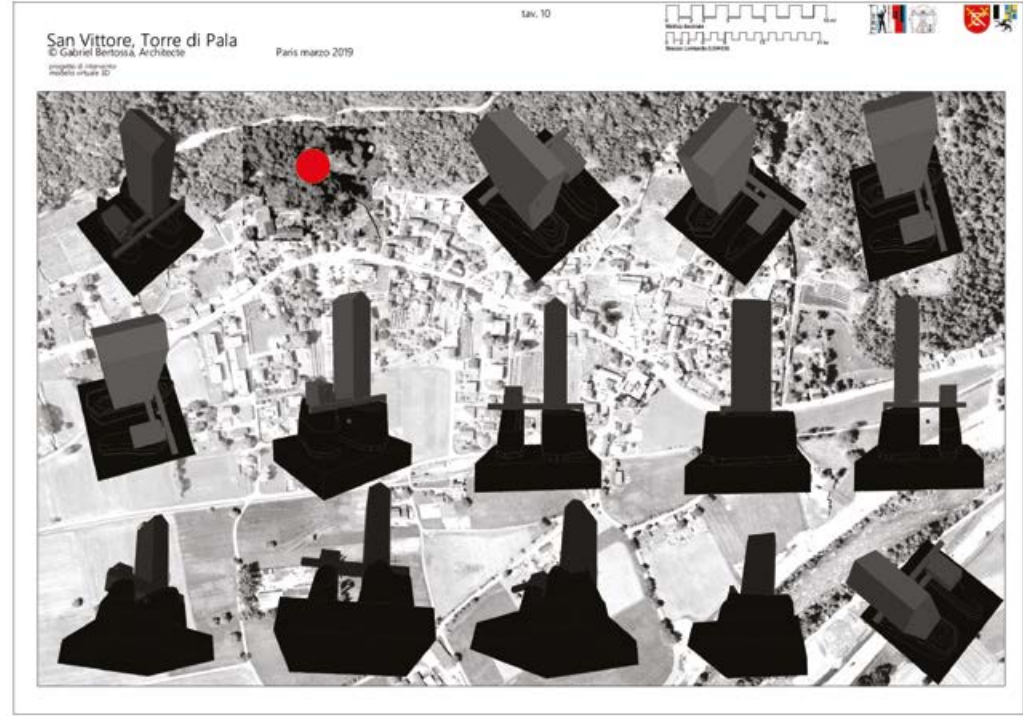 tav. 10
San Vittore, Torre di Pala
© Gabriel Bertossa, Architecte
Paris marzo 2019
progetto di intervento
modello virtuale 3D